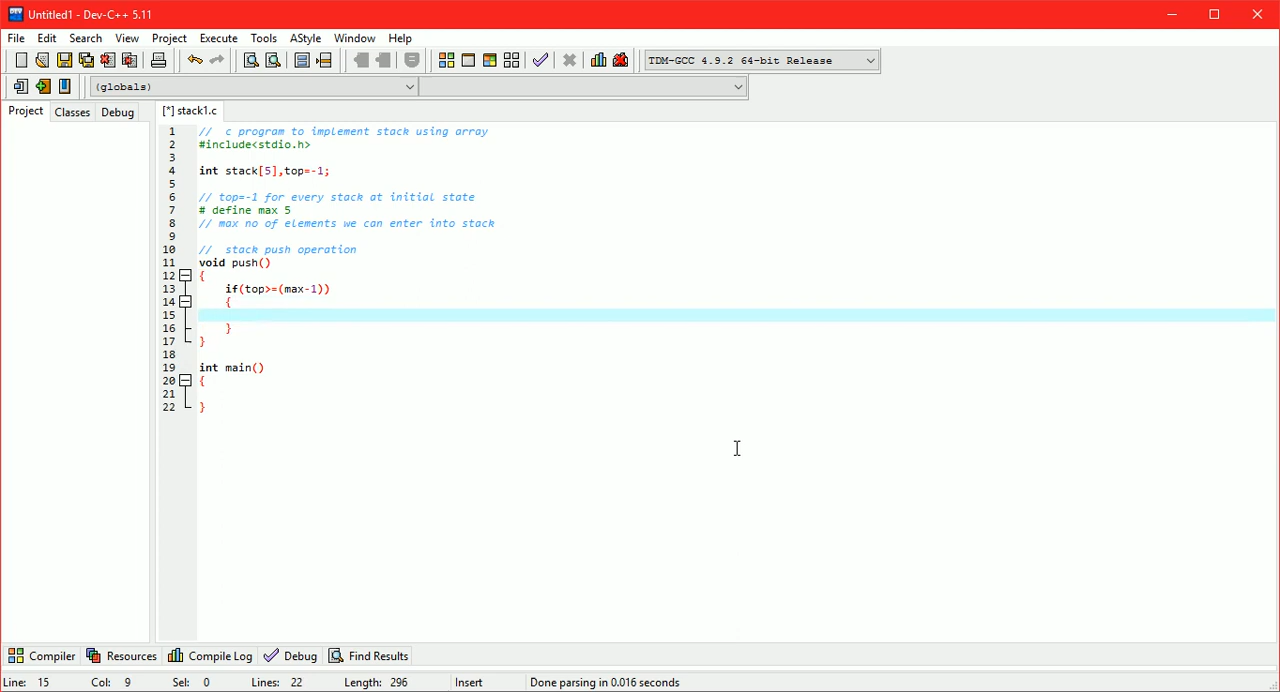 Untitled1 - Dev-C++ 5.11
File Edit Search View Project Execute Tools AStyle Window Help
TDM-GCC 4.9.2 64-bit Release
(globals)
Project Classes Debug [*] stack1.c
1 // c program to implement stack using array
2 #include<stdio.h>
3
4 int stack[5],top=-1;
5
6 // top=-1 for every stack at initial state
7 # define max 5
8 // max no of elements we can enter into stack
9
10 // stack push operation
11 void push()
12 {
13 if(top>=(max-1))
14 {
15
16 }
17 }
18
19 int main()
20 {
21
22 }
Compiler Resources Compile Log Debug Find Results
Line: 15 Col: 9 Sel: 0 Lines: 22 Length: 296 Insert Done parsing in 0.016 seconds